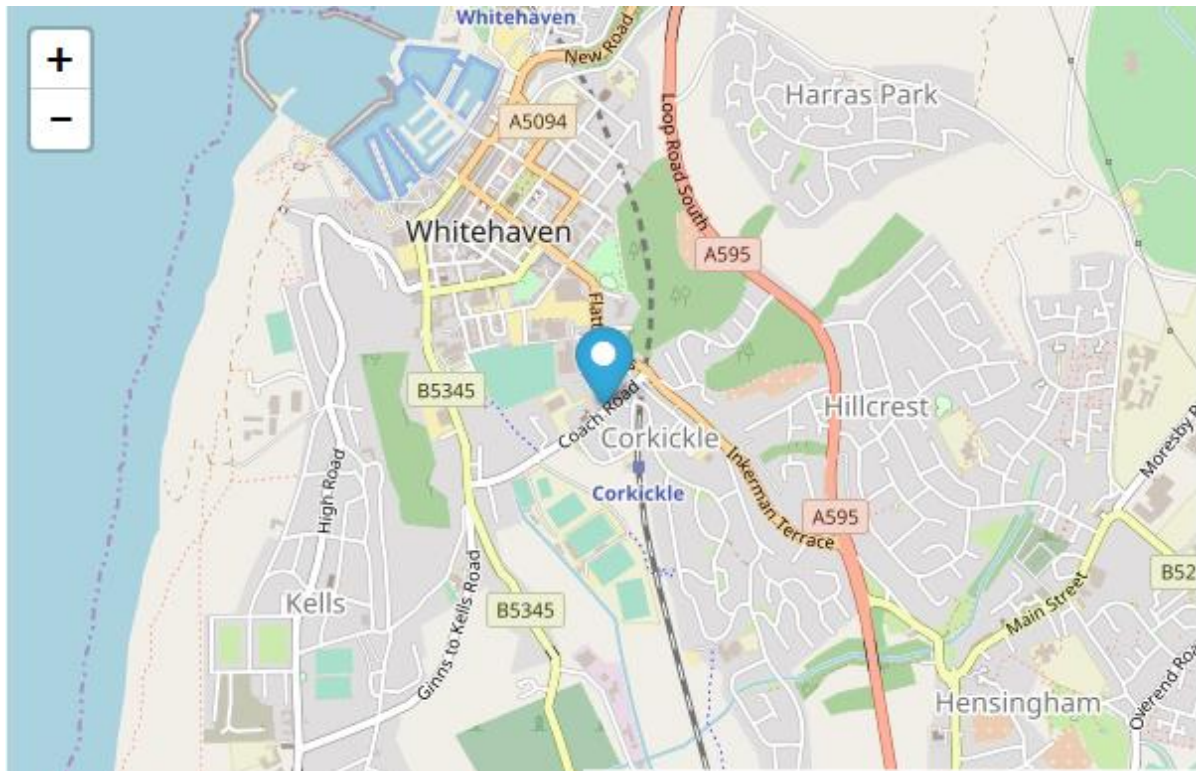 Whitehaven
+
−
New Road
Harras Park
A5094
Loop Road South
Whitehaven
A595
Flatt
B5345
Hillcrest
Coach Road
Corkickle
Moresby
Inkerman Terrace
High Road
Corkickle
A595
B52
Main Street
Kells
B5345
Ginns to Kells Road
Hensingham
Overend Roa